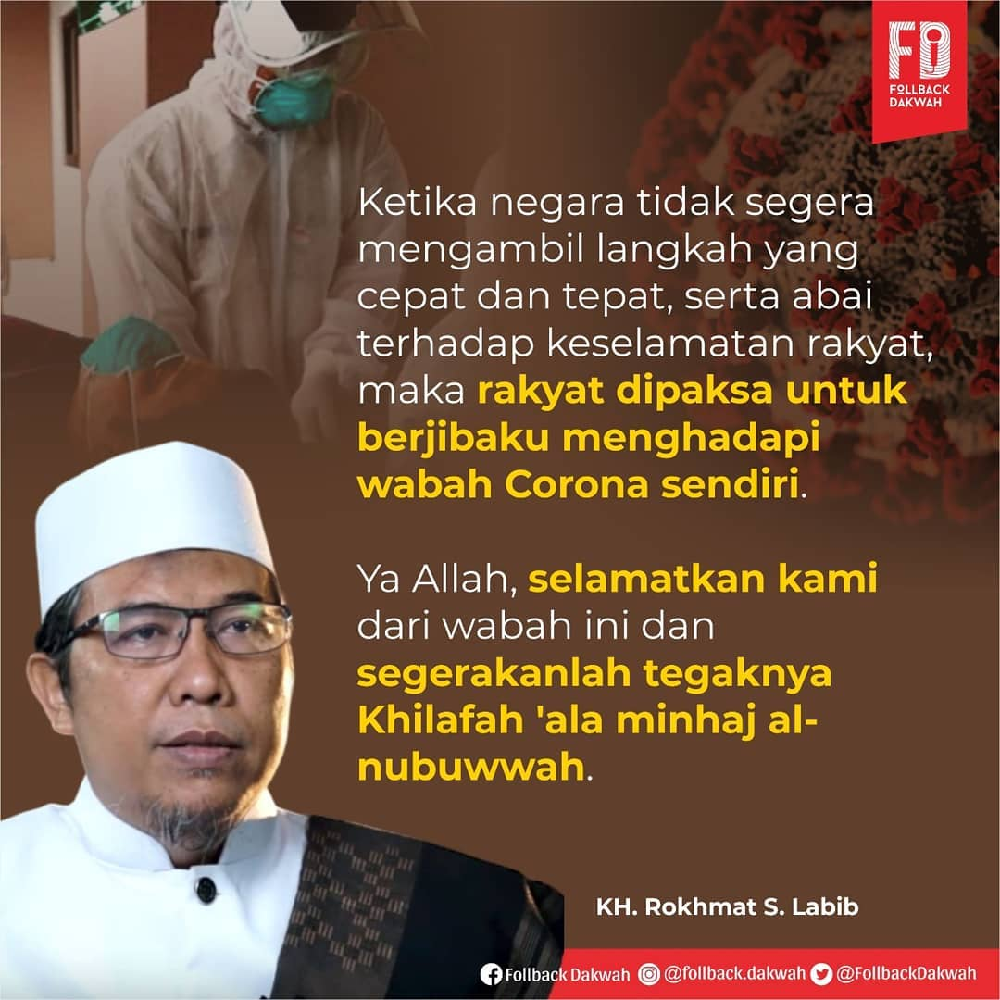 FD
FOLLBACK
DAKWAH
Ketika negara tidak segera
mengambil langkah yang
cepat dan tepat, serta abai
terhadap keselamatan rakyat,
maka rakyat dipaksa untuk
berjibaku menghadapi
wabah Corona sendiri.
Ya Allah, selamatkan kami
dari wabah ini dan
segerakanlah tegaknya
Khilafah 'ala minhaj al-
nubuwwah.
KH. Rokhmat S. Labib
Follback Dakwah @follback.dakwah @FollbackDakwah